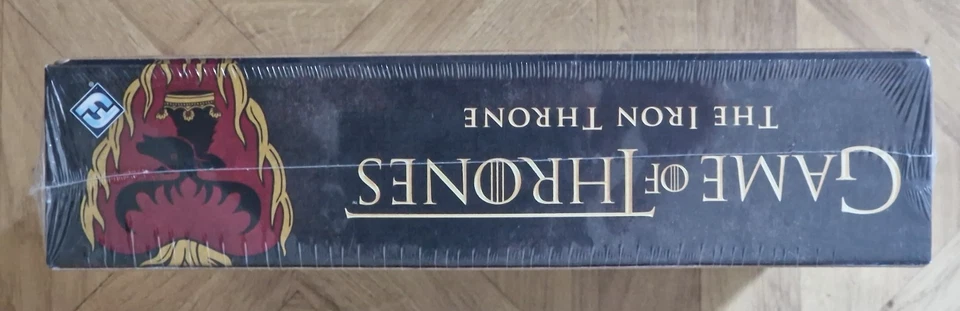 GAME OF THRONES
THE IRON THRONE